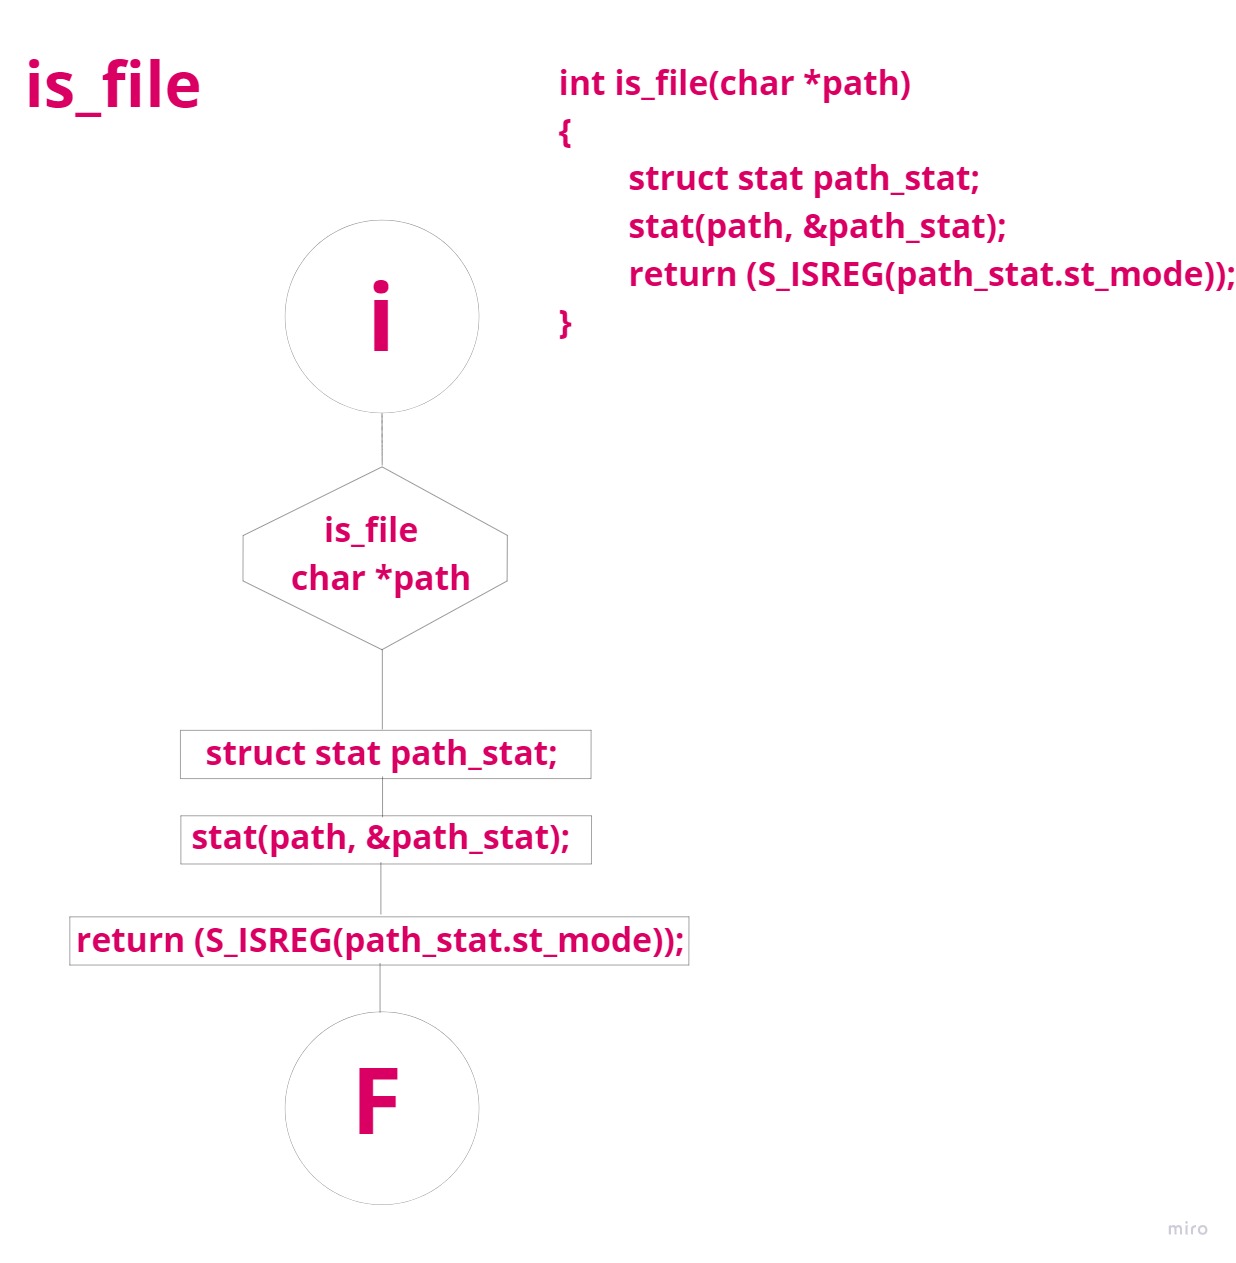 is_file
int is_file(char *path)
{
struct stat path_stat;
stat(path, &path_stat);
return (S_ISREG(path_stat.st_mode));
}
i
is_file
char *path
struct stat path_stat;
stat(path, &path_stat);
return (S_ISREG(path_stat.st_mode));
F
miro